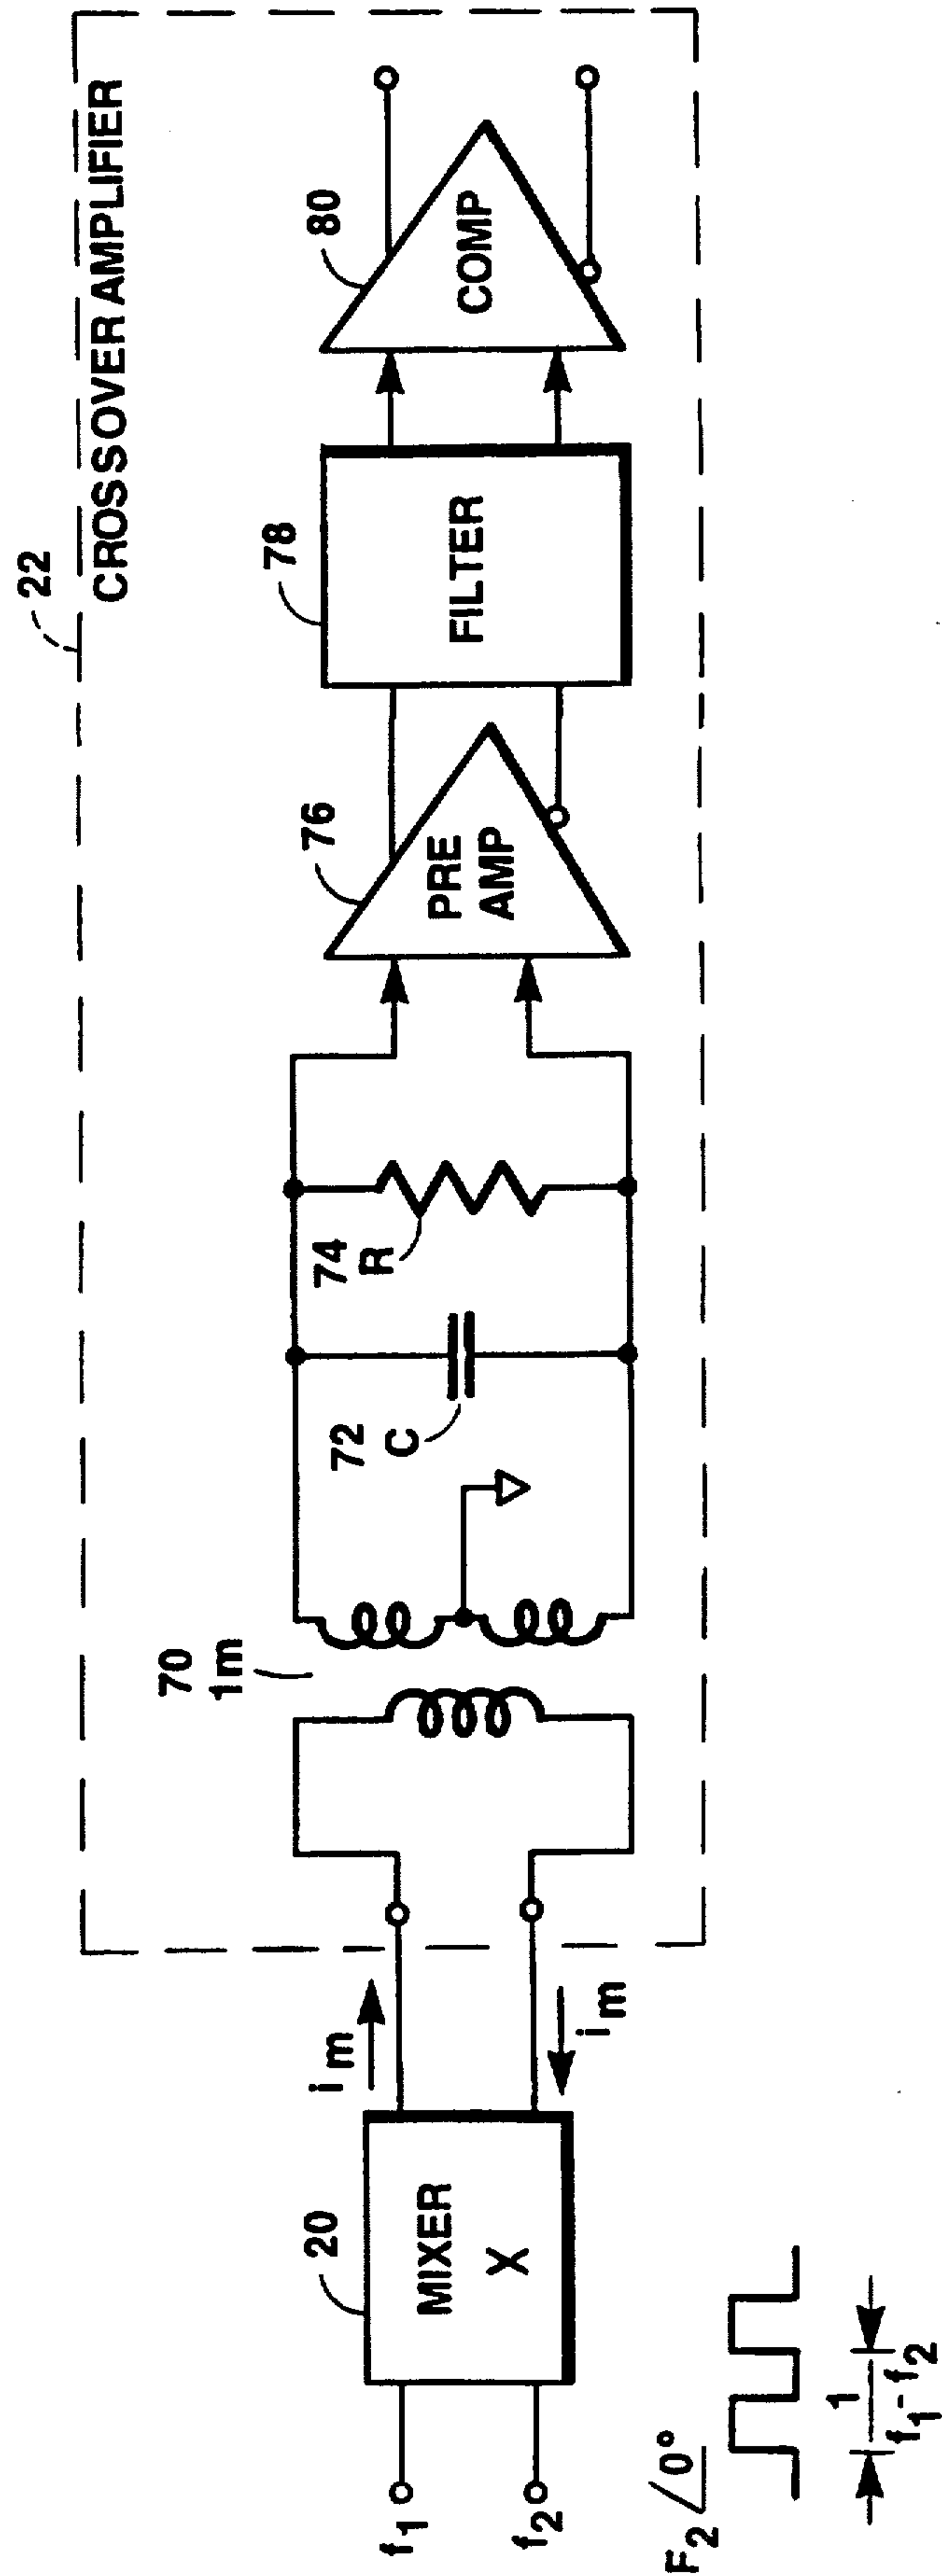 22
CROSSOVER AMPLIFIER
20
MIXER
X
f1
f2
im
im
70
1m
72
C
74
R
76
PRE
AMP
78
FILTER
80
COMP
F2 /0°
1
f1-f2